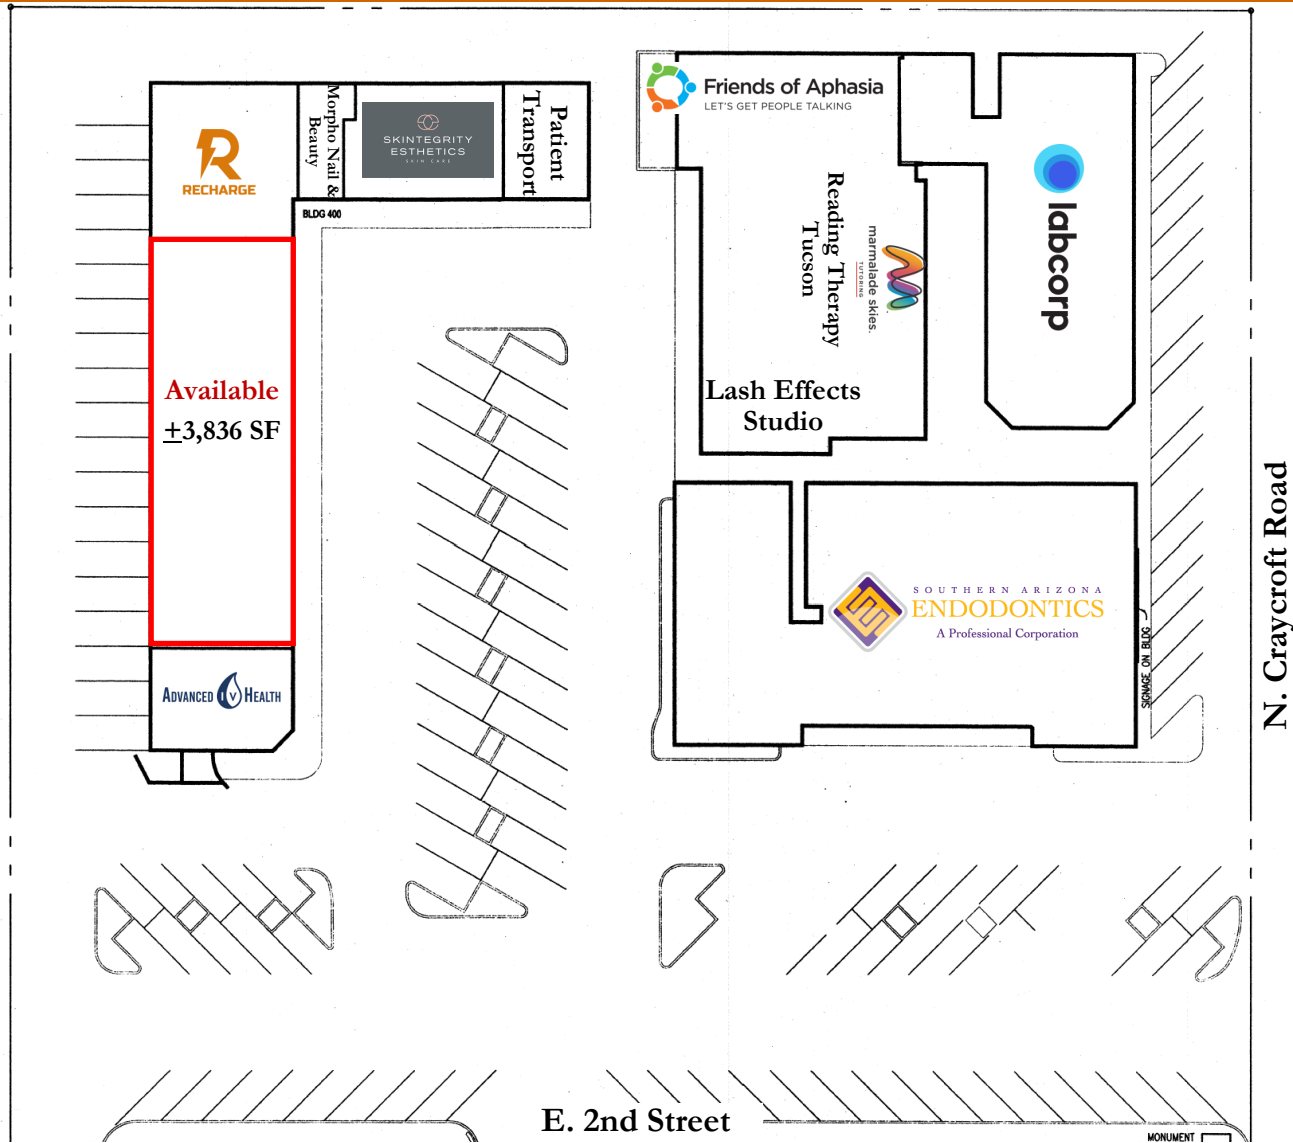 RECHARGE
Morpho Nail &
Beauty
SKINTEGRITY
ESTHETICS
SKIN CARE
Patient
Transport
BLDG 400
Available
+3,836 SF
ADVANCED IV HEALTH
Friends of Aphasia
LET'S GET PEOPLE TALKING
Reading Therapy
Tucson
marmalade skies.
TUTORING
Lash Effects
Studio
labcorp
SOUTHERN ARIZONA
ENDODONTICS
A Professional Corporation
SIGNAGE ON BLDG
N. Craycroft Road
E. 2nd Street
MONUMENT